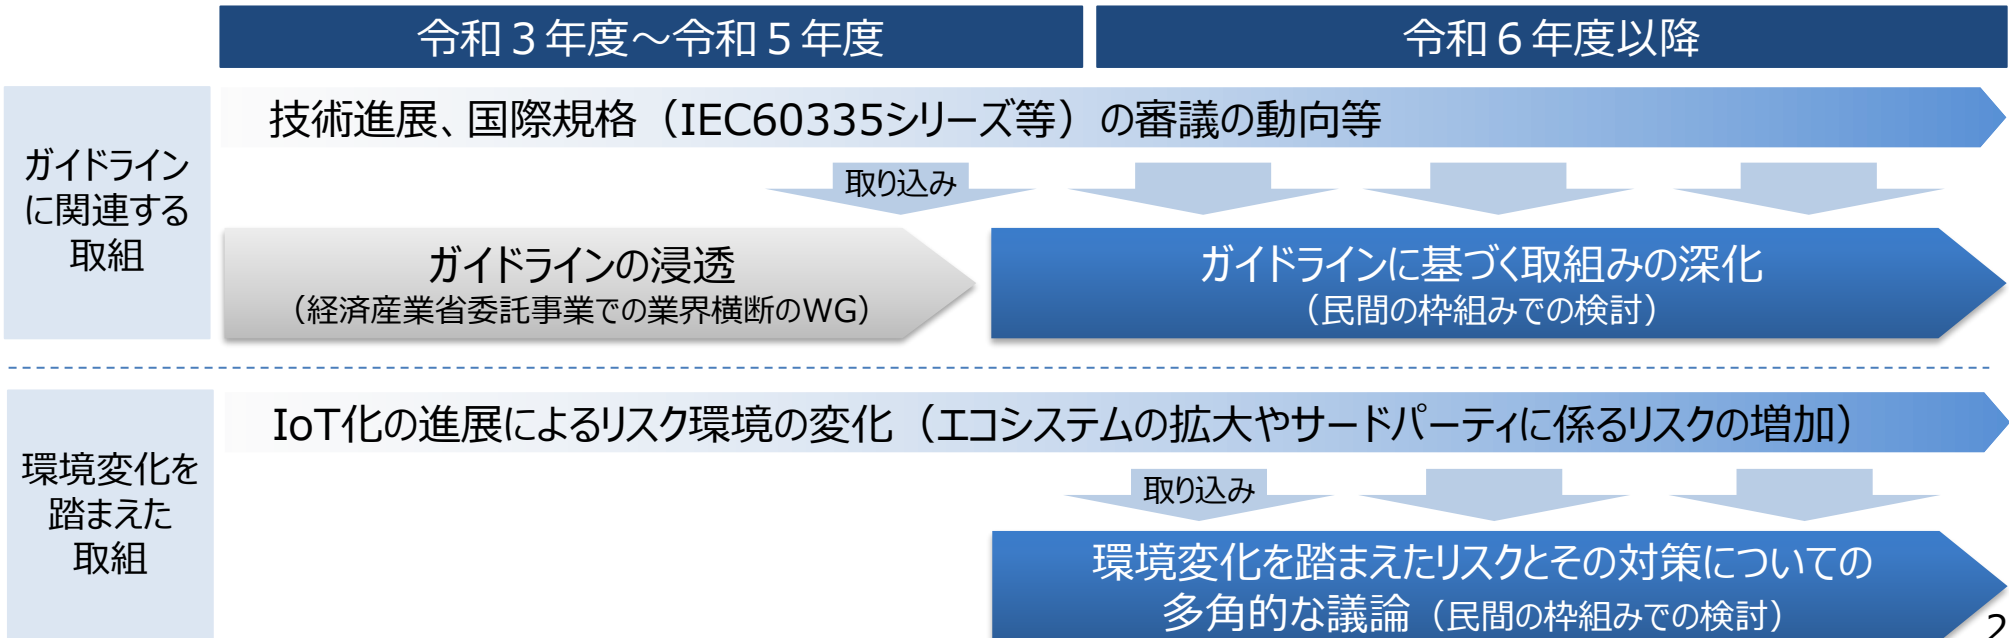 令和３年度～令和５年度
令和６年度以降
ガイドライン
に関連する
取組
技術進展、国際規格（IEC60335シリーズ等）の審議の動向等
取り込み
ガイドラインの浸透
（経済産業省委託事業での業界横断のWG）
ガイドラインに基づく取組みの深化
（民間の枠組みでの検討）
環境変化を
踏まえた
取組
IoT化の進展によるリスク環境の変化（エコシステムの拡大やサードパーティに係るリスクの増加）
取り込み
環境変化を踏まえたリスクとその対策についての
多角的な議論（民間の枠組みでの検討）
2